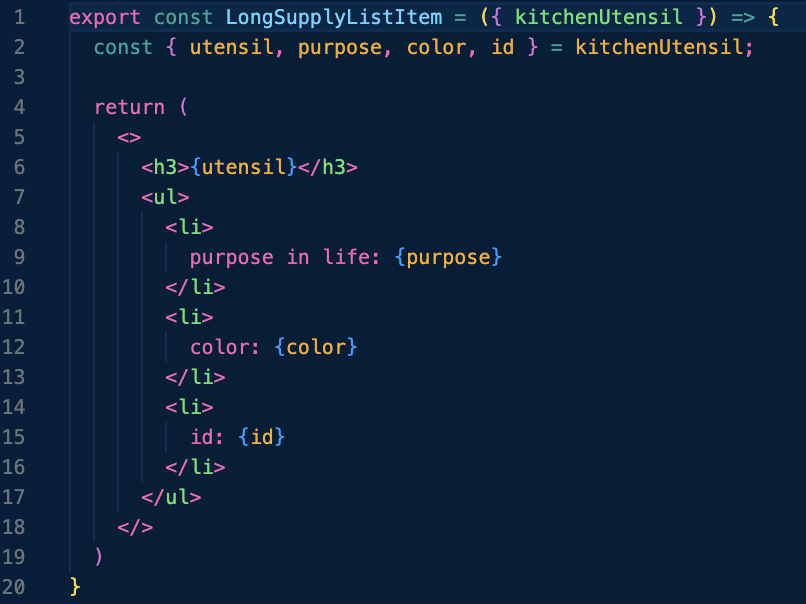 1 export const LongSupplyListItem = ({ kitchenUtensil }) => {
2 const { utensil, purpose, color, id } = kitchenUtensil;
3
4 return (
5 <>
6 <h3>{utensil}</h3>
7 <ul>
8 <li>
9 purpose in life: {purpose}
10 </li>
11 <li>
12 color: {color}
13 </li>
14 <li>
15 id: {id}
16 </li>
17 </ul>
18 </>
19 )
20 }